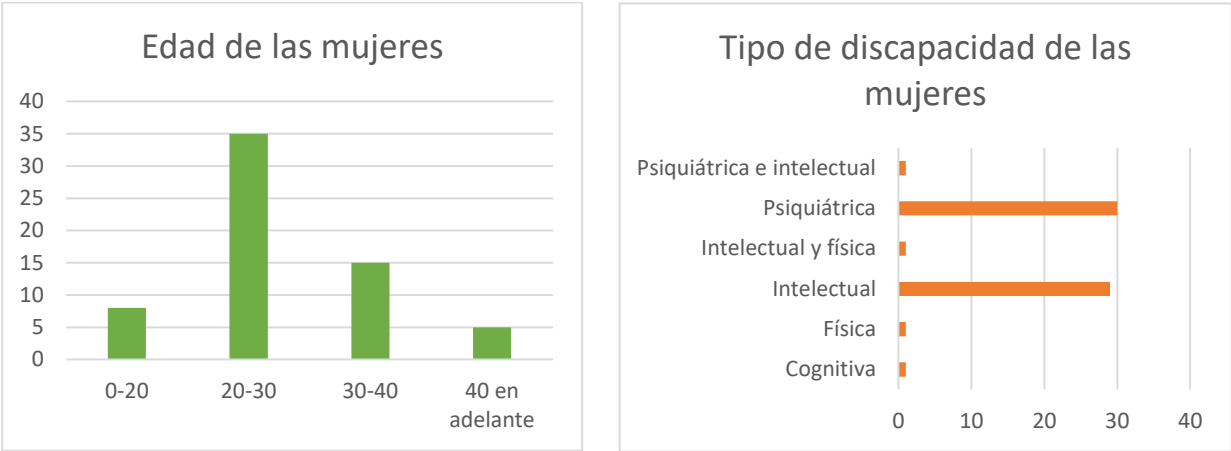 Edad de las mujeres
40
35
30
25
20
15
10
5
0
0-20 20-30 30-40 40 en
adelante
Tipo de discapacidad de las
mujeres
Psiquiátrica e intelectual
Psiquiátrica
Intelectual y física
Intelectual
Física
Cognitiva
0 10 20 30 40